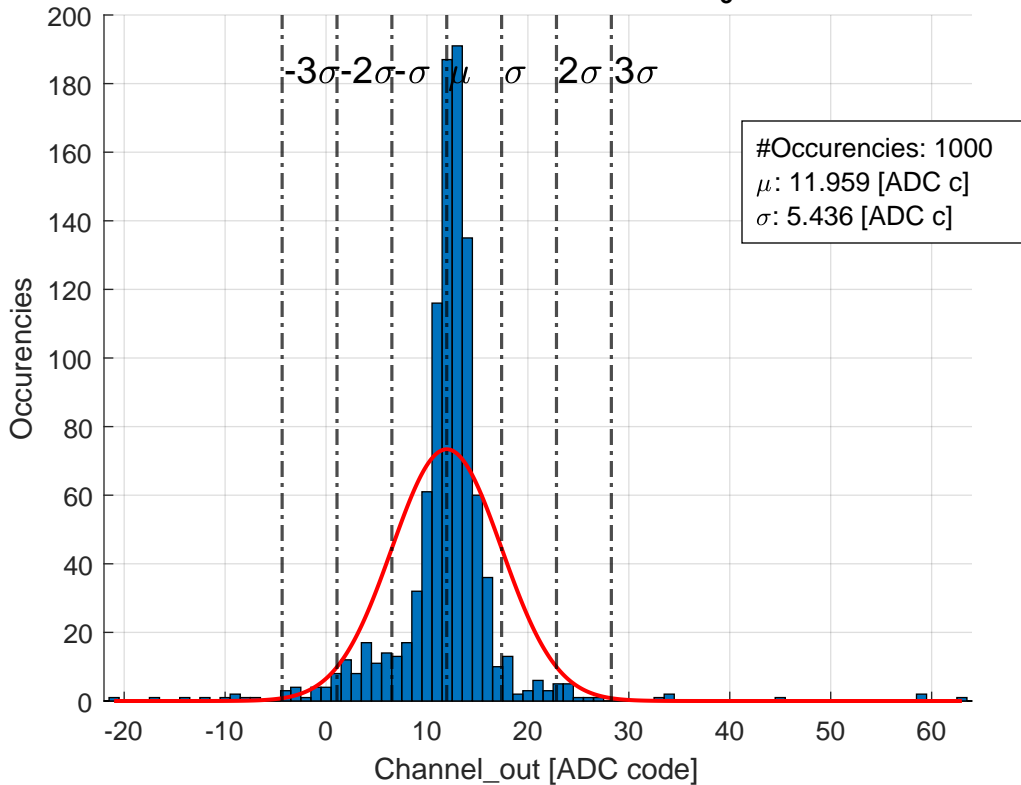 200
180
160
140
120
100
80
60
40
20
0
Occurencies
-3σ -2σ -σ μ σ 2σ 3σ
#Occurencies: 1000
μ: 11.959 [ADC c]
σ: 5.436 [ADC c]
-20 -10 0 10 20 30 40 50 60
Channel_out [ADC code]